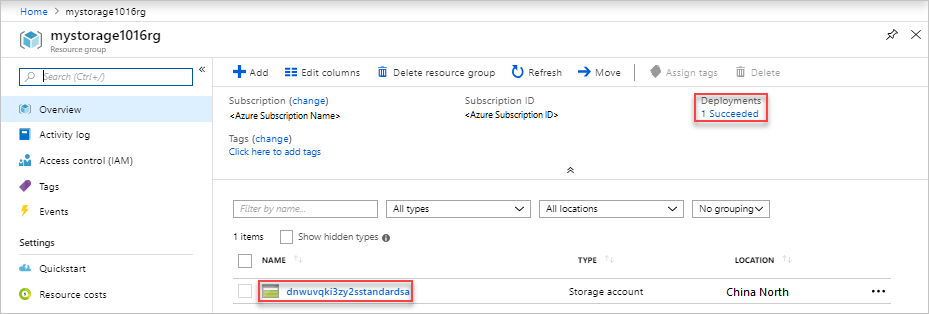 Home > mystorage1016rg
mystorage1016rg
Resource group
Search (Ctrl+/)
Overview
Activity log
Access control (IAM)
Tags
Events
Settings
Quickstart
Resource costs
Add Edit columns Delete resource group Refresh Move Assign tags Delete
Subscription (change) Subscription ID Deployments
<Azure Subscription Name> <Azure Subscription ID> 1 Succeeded
Tags (change)
Click here to add tags
Filter by name... All types All locations No grouping
1 items Show hidden types
NAME TYPE LOCATION
dnwuvqki3zy2sstandardsa Storage account China North